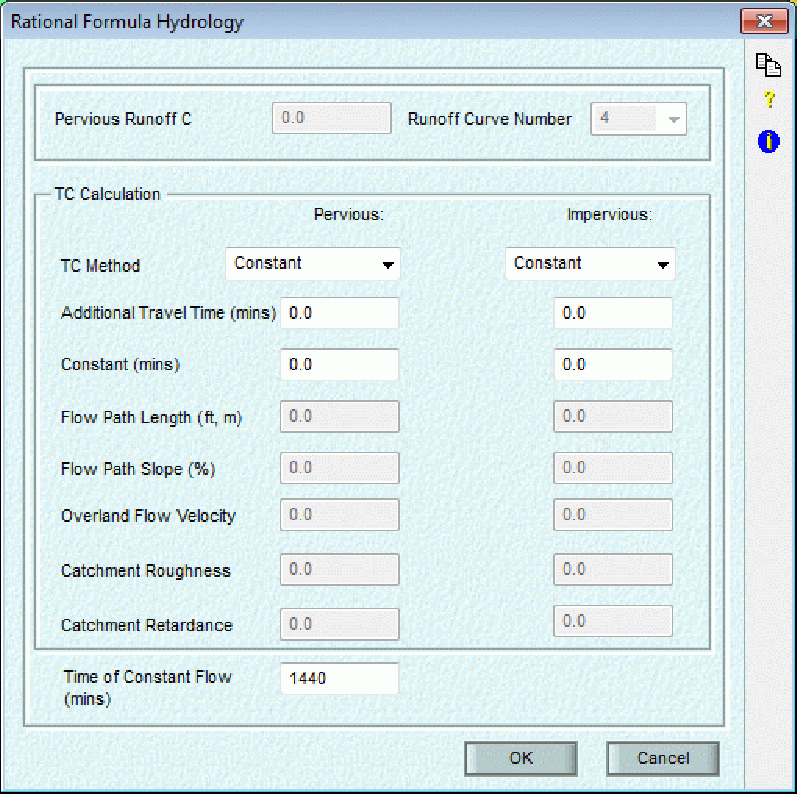 Rational Formula Hydrology
Pervious Runoff C 0.0 Runoff Curve Number 4
TC Calculation
Pervious: Impervious:
TC Method Constant Constant
Additional Travel Time (mins) 0.0 0.0
Constant (mins) 0.0 0.0
Flow Path Length (ft, m) 0.0 0.0
Flow Path Slope (%) 0.0 0.0
Overland Flow Velocity 0.0 0.0
Catchment Roughness 0.0 0.0
Catchment Retardance 0.0 0.0
Time of Constant Flow 1440
(mins)
OK Cancel